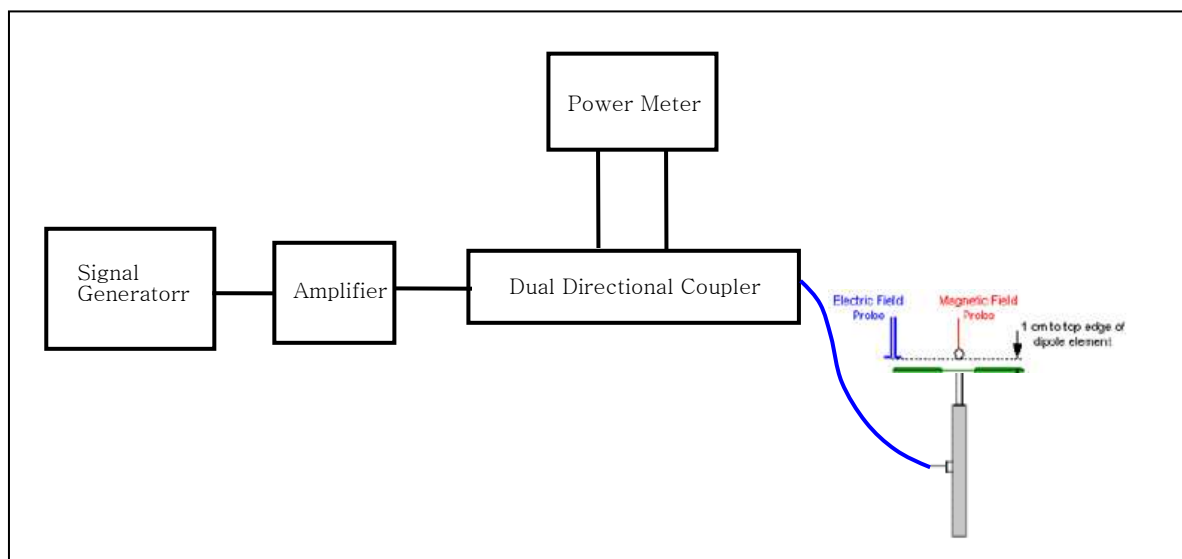 Power Meter
Signal
Generatorr
Amplifier
Dual Directional Coupler
Electric Field
Probe
Magnetic Field
Probe
1 cm to top edge of
dipole element